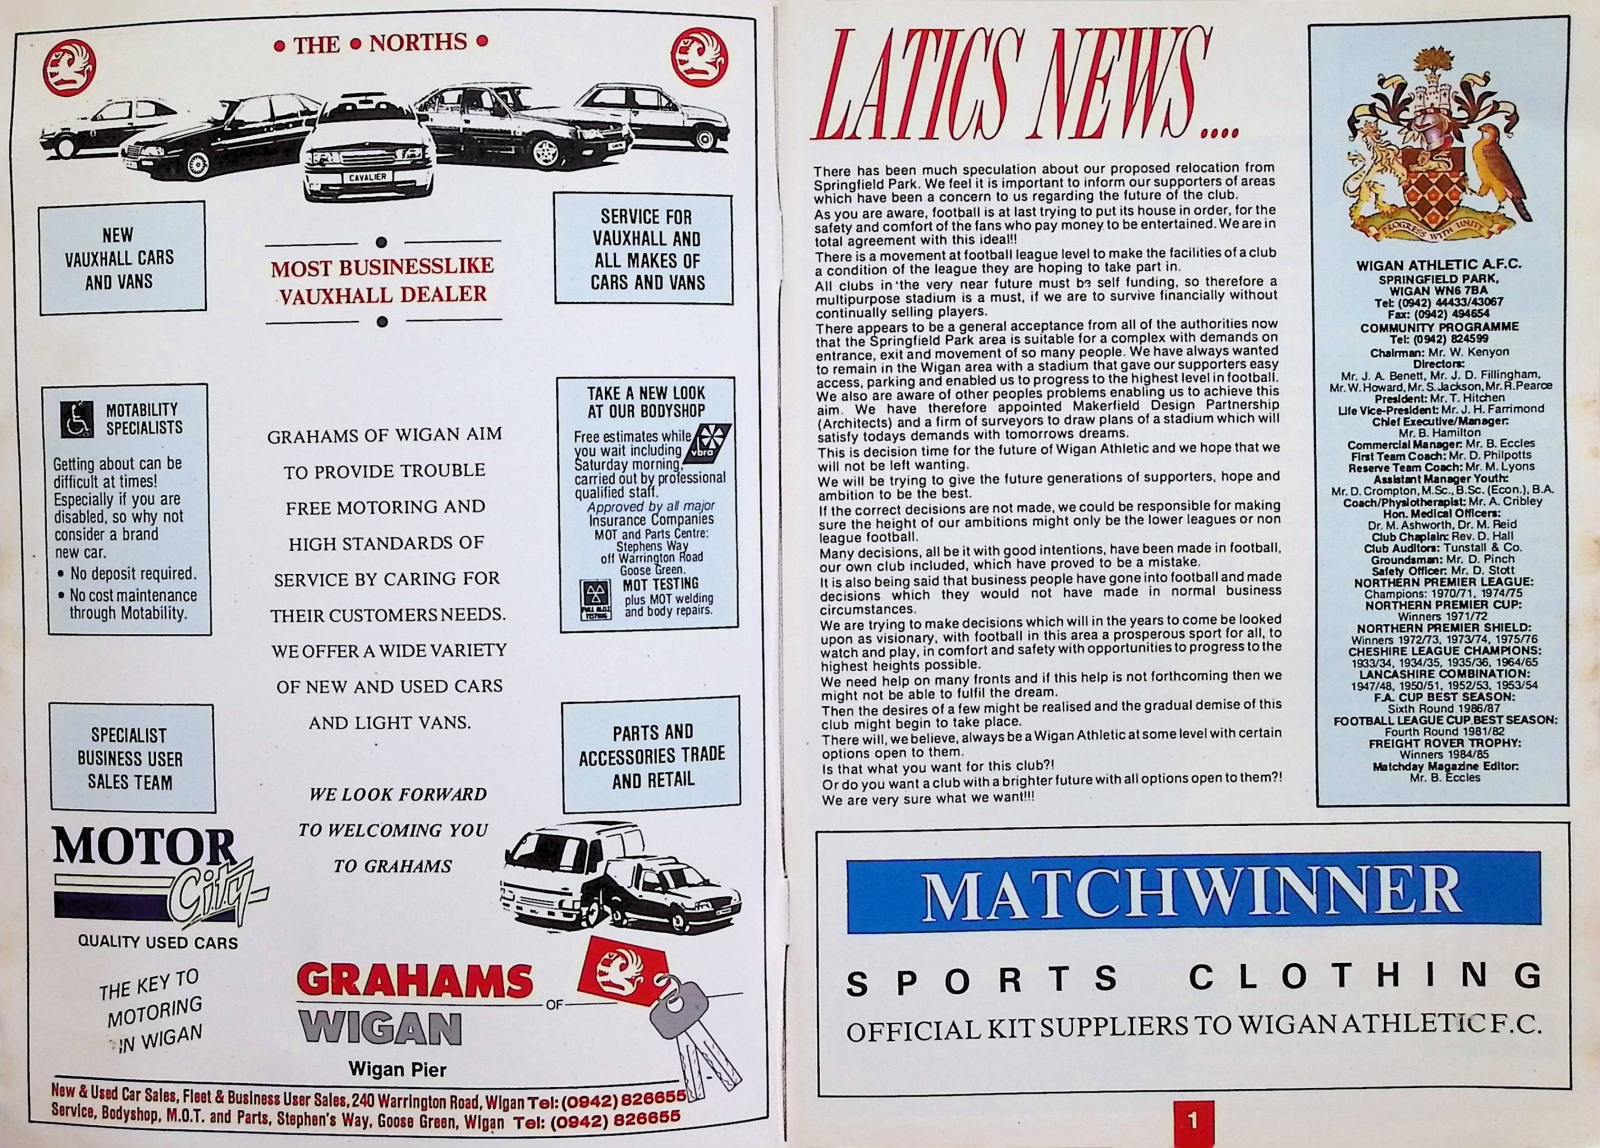 • THE • NORTHS •
CAVALIER
NEW
VAUXHALL CARS
AND VANS
MOST BUSINESSLIKE
VAUXHALL DEALER
SERVICE FOR
VAUXHALL AND
ALL MAKES OF
CARS AND VANS
MOTABILITY
SPECIALISTS
Getting about can be
difficult at times!
Especially if you are
disabled, so why not
consider a brand
new car.
• No deposit required.
• No cost maintenance
through Motability.
GRAHAMS OF WIGAN AIM
TO PROVIDE TROUBLE
FREE MOTORING AND
HIGH STANDARDS OF
SERVICE BY CARING FOR
THEIR CUSTOMERS NEEDS.
WE OFFER A WIDE VARIETY
OF NEW AND USED CARS
AND LIGHT VANS.
TAKE A NEW LOOK
AT OUR BODYSHOP
Free estimates while
you wait including
Saturday morning,
carried out by professional
qualified staff.
vbra
Approved by all major
Insurance Companies
MOT and Parts Centre:
Stephens Way
off Warrington Road
Goose Green.
MOT TESTING
plus MOT welding
and body repairs.
FULL M.O.T.
TESTING
SPECIALIST
BUSINESS USER
SALES TEAM
WE LOOK FORWARD
TO WELCOMING YOU
TO GRAHAMS
PARTS AND
ACCESSORIES TRADE
AND RETAIL
MOTOR
City
QUALITY USED CARS
THE KEY TO
MOTORING
IN WIGAN
GRAHAMS
OF
WIGAN
Wigan Pier
New & Used Car Sales, Fleet & Business User Sales, 240 Warrington Road, Wigan Tel: (0942) 826655
Service, Bodyshop, M.O.T. and Parts, Stephen's Way, Goose Green, Wigan Tel: (0942) 826655
LATICS NEWS....
There has been much speculation about our proposed relocation from
Springfield Park. We feel it is important to inform our supporters of areas
which have been a concern to us regarding the future of the club.
As you are aware, football is at last trying to put its house in order, for the
safety and comfort of the fans who pay money to be entertained. We are in
total agreement with this ideal!!
There is a movement at football league level to make the facilities of a club
a condition of the league they are hoping to take part in.
All clubs in the very near future must be self funding, so therefore a
multipurpose stadium is a must, if we are to survive financially without
continually selling players.
There appears to be a general acceptance from all of the authorities now
that the Springfield Park area is suitable for a complex with demands on
entrance, exit and movement of so many people. We have always wanted
to remain in the Wigan area with a stadium that gave our supporters easy
access, parking and enabled us to progress to the highest level in football.
We also are aware of other peoples problems enabling us to achieve this
aim. We have therefore appointed Makerfield Design Partnership
(Architects) and a firm of surveyors to draw plans of a stadium which will
satisfy todays demands with tomorrows dreams.
This is decision time for the future of Wigan Athletic and we hope that we
will not be left wanting.
We will be trying to give the future generations of supporters, hope and
ambition to be the best.
If the correct decisions are not made, we could be responsible for making
sure the height of our ambitions might only be the lower leagues or non
league football.
Many decisions, all be it with good intentions, have been made in football,
our own club included, which have proved to be a mistake.
It is also being said that business people have gone into football and made
decisions which they would not have made in normal business
circumstances.
We are trying to make decisions which will in the years to come be looked
upon as visionary, with football in this area a prosperous sport for all, to
watch and play, in comfort and safety with opportunities to progress to the
highest heights possible.
We need help on many fronts and if this help is not forthcoming then we
might not be able to fulfil the dream.
Then the desires of a few might be realised and the gradual demise of this
club might begin to take place.
There will, we believe, always be a Wigan Athletic at some level with certain
options open to them.
Is that what you want for this club?!
Or do you want a club with a brighter future with all options open to them?!
We are very sure what we want!!!
PROGRESS WITH UNITY
WIGAN ATHLETIC A.F.C.
SPRINGFIELD PARK,
WIGAN WN6 7BA
Tel: (0942) 44433/43067
Fax: (0942) 494654
COMMUNITY PROGRAMME
Tel: (0942) 824599
Chairman: Mr. W. Kenyon
Directors:
Mr. J. A. Benett, Mr. J. D. Fillingham,
Mr. W. Howard, Mr. S. Jackson, Mr. R. Pearce
President: Mr. T. Hitchen
Life Vice-President: Mr. J. H. Farrimond
Chief Executive/Manager:
Mr. B. Hamilton
Commercial Manager: Mr. B. Eccles
First Team Coach: Mr. D. Philpotts
Reserve Team Coach: Mr. M. Lyons
Assistant Manager Youth:
Mr. D. Crompton, M.Sc., B.Sc. (Econ.), B.A.
Coach/Physiotherapist: Mr. A. Cribley
Hon. Medical Officers:
Dr. M. Ashworth, Dr. M. Reid
Club Chaplain: Rev. D. Hall
Club Auditors: Tunstall & Co.
Groundsman: Mr. D. Pinch
Safety Officer: Mr. D. Stott
NORTHERN PREMIER LEAGUE:
Champions: 1970/71, 1974/75
NORTHERN PREMIER CUP:
Winners 1971/72
NORTHERN PREMIER SHIELD:
Winners 1972/73, 1973/74, 1975/76
CHESHIRE LEAGUE CHAMPIONS:
1933/34, 1934/35, 1935/36, 1964/65
LANCASHIRE COMBINATION:
1947/48, 1950/51, 1952/53, 1953/54
F.A. CUP BEST SEASON:
Sixth Round 1986/87
FOOTBALL LEAGUE CUP BEST SEASON:
Fourth Round 1981/82
FREIGHT ROVER TROPHY:
Winners 1984/85
Matchday Magazine Editor:
Mr. B. Eccles
MATCHWINNER
SPORTS CLOTHING
OFFICIAL KIT SUPPLIERS TO WIGAN ATHLETIC F.C.
1